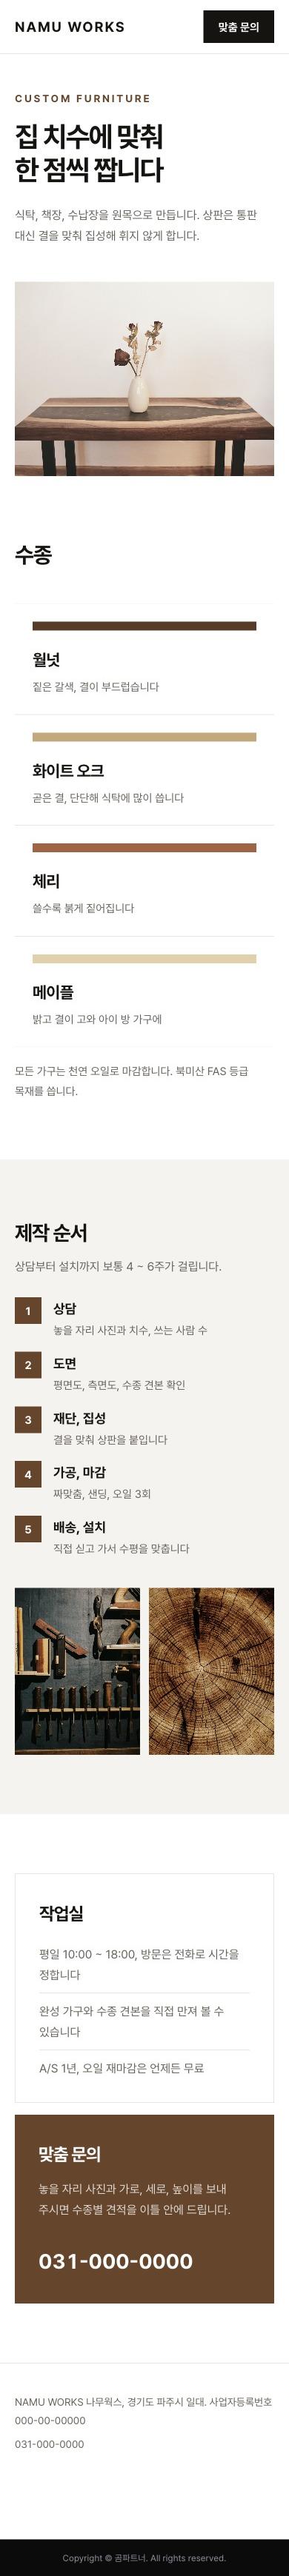 NAMU WORKS
맞춤 문의
CUSTOM FURNITURE
집 치수에 맞춰
한 점씩 짭니다
식탁, 책장, 수납장을 원목으로 만듭니다. 상판은 통판
대신 결을 맞춰 집성해 휘지 않게 합니다.
수종
월넛
짙은 갈색, 결이 부드럽습니다
화이트 오크
곧은 결, 단단해 식탁에 많이 씁니다
체리
쓸수록 붉게 짙어집니다
메이플
밝고 결이 고와 아이 방 가구에
모든 가구는 천연 오일로 마감합니다. 북미산 FAS 등급
목재를 씁니다.
제작 순서
상담부터 설치까지 보통 4 ~ 6주가 걸립니다.
1 상담
놓을 자리 사진과 치수, 쓰는 사람 수
2 도면
평면도, 측면도, 수종 견본 확인
3 재단, 집성
결을 맞춰 상판을 붙입니다
4 가공, 마감
짜맞춤, 샌딩, 오일 3회
5 배송, 설치
직접 싣고 가서 수평을 맞춥니다
작업실
평일 10:00 ~ 18:00, 방문은 전화로 시간을
정합니다
완성 가구와 수종 견본을 직접 만져 볼 수
있습니다
A/S 1년, 오일 재마감은 언제든 무료
맞춤 문의
놓을 자리 사진과 가로, 세로, 높이를 보내
주시면 수종별 견적을 이틀 안에 드립니다.
031-000-0000
NAMU WORKS 나무웍스, 경기도 파주시 일대. 사업자등록번호
000-00-00000
031-000-0000
Copyright © 곰파트너. All rights reserved.